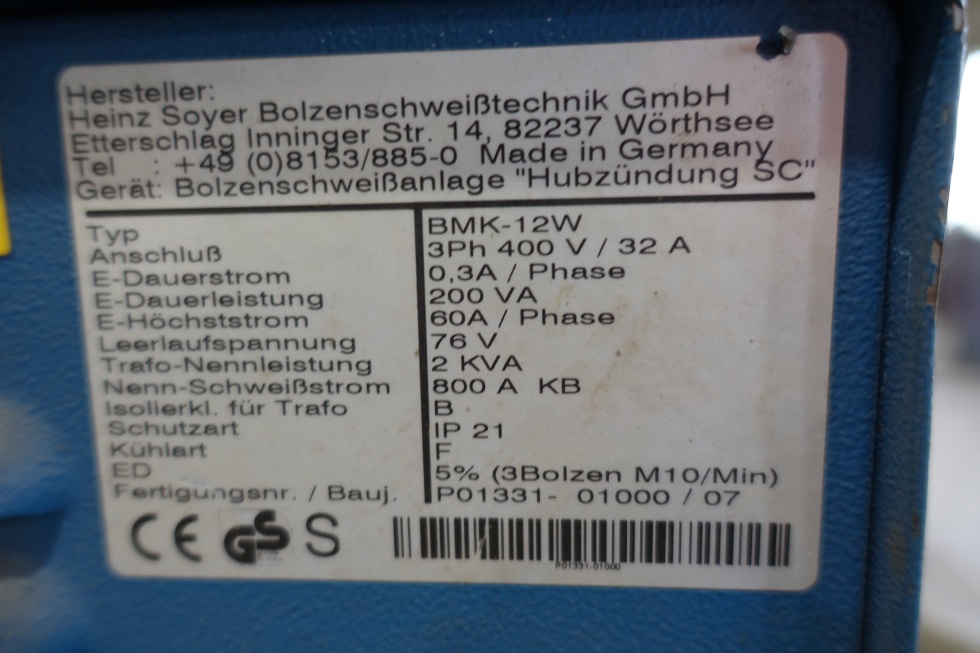 Hersteller:
Heinz Soyer Bolzenschweißtechnik GmbH
Etterschlag Inninger Str. 14, 82237 Wörthsee
Tel : +49 (0)8153/885-0 Made in Germany
Gerät: Bolzenschweißanlage "Hubzündung SC"
Typ BMK-12W
Anschluß 3Ph 400 V / 32 A
E-Dauerstrom 0,3A / Phase
E-Dauerleistung 200 VA
E-Höchststrom 60A / Phase
Leerlaufspannung 76 V
Trafo-Nennleistung 2 KVA
Nenn-Schweißstrom 800 A KB
Isolierkl. für Trafo B
Schutzart IP 21
Kühlart F
ED 5% (3Bolzen M10/Min)
Fertigungsnr. / Bauj. P01331- 01000 / 07
CE GS S
P01331-01000